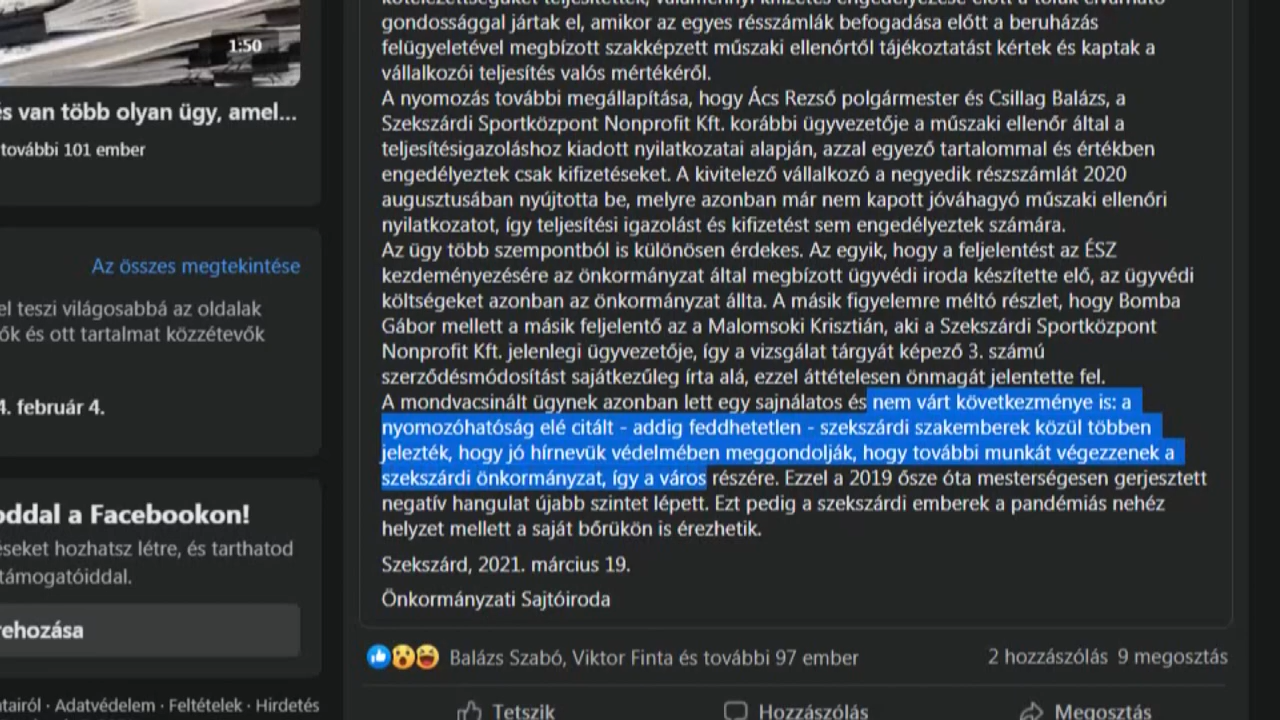 1:50
és van több olyan ügy, amel...
további 101 ember
Az összes megtekintése
el teszi világosabbá az oldalak
ők és ott tartalmat közzétevők
4. február 4.
oddal a Facebookon!
éseket hozhatsz létre, és tarthatod
támogatóiddal.
rehozása
tairól · Adatvédelem · Feltételek · Hirdetés
kötelezettségüket teljesítették, valamennyi kifizetés engedélyezése előtt a tőlük elvárható
gondossággal jártak el, amikor az egyes résszámlák befogadása előtt a beruházás
felügyeletével megbízott szakképzett műszaki ellenőrtől tájékoztatást kértek és kaptak a
vállalkozói teljesítés valós mértékéről.
A nyomozás további megállapítása, hogy Ács Rezső polgármester és Csillag Balázs, a
Szekszárdi Sportközpont Nonprofit Kft. korábbi ügyvezetője a műszaki ellenőr által a
teljesítésigazoláshoz kiadott nyilatkozatai alapján, azzal egyező tartalommal és értékben
engedélyeztek csak kifizetéseket. A kivitelező vállalkozó a negyedik részszámlát 2020
augusztusában nyújtotta be, melyre azonban már nem kapott jóváhagyó műszaki ellenőri
nyilatkozatot, így teljesítési igazolást és kifizetést sem engedélyeztek számára.
Az ügy több szempontból is különösen érdekes. Az egyik, hogy a feljelentést az ÉSZ
kezdeményezésére az önkormányzat által megbízott ügyvédi iroda készítette elő, az ügyvédi
költségeket azonban az önkormányzat állta. A másik figyelemre méltó részlet, hogy Bomba
Gábor mellett a másik feljelentő az a Malomsoki Krisztián, aki a Szekszárdi Sportközpont
Nonprofit Kft. jelenlegi ügyvezetője, így a vizsgálat tárgyát képező 3. számú
szerződésmódosítást sajátkezűleg írta alá, ezzel áttételesen önmagát jelentette fel.
A mondvacsinált ügynek azonban lett egy sajnálatos és nem várt következménye is: a
nyomozóhatóság elé citált - addig feddhetetlen - szekszárdi szakemberek közül többen
jelezték, hogy jó hírnevük védelmében meggondolják, hogy további munkát végezzenek a
szekszárdi önkormányzat, így a város részére. Ezzel a 2019 ősze óta mesterségesen gerjesztett
negatív hangulat újabb szintet lépett. Ezt pedig a szekszárdi emberek a pandémiás nehéz
helyzet mellett a saját bőrükön is érezhetik.
Szekszárd, 2021. március 19.
Önkormányzati Sajtóiroda
Balázs Szabó, Viktor Finta és további 97 ember
2 hozzászólás 9 megosztás
Tetszik
Hozzászólás
Megosztás